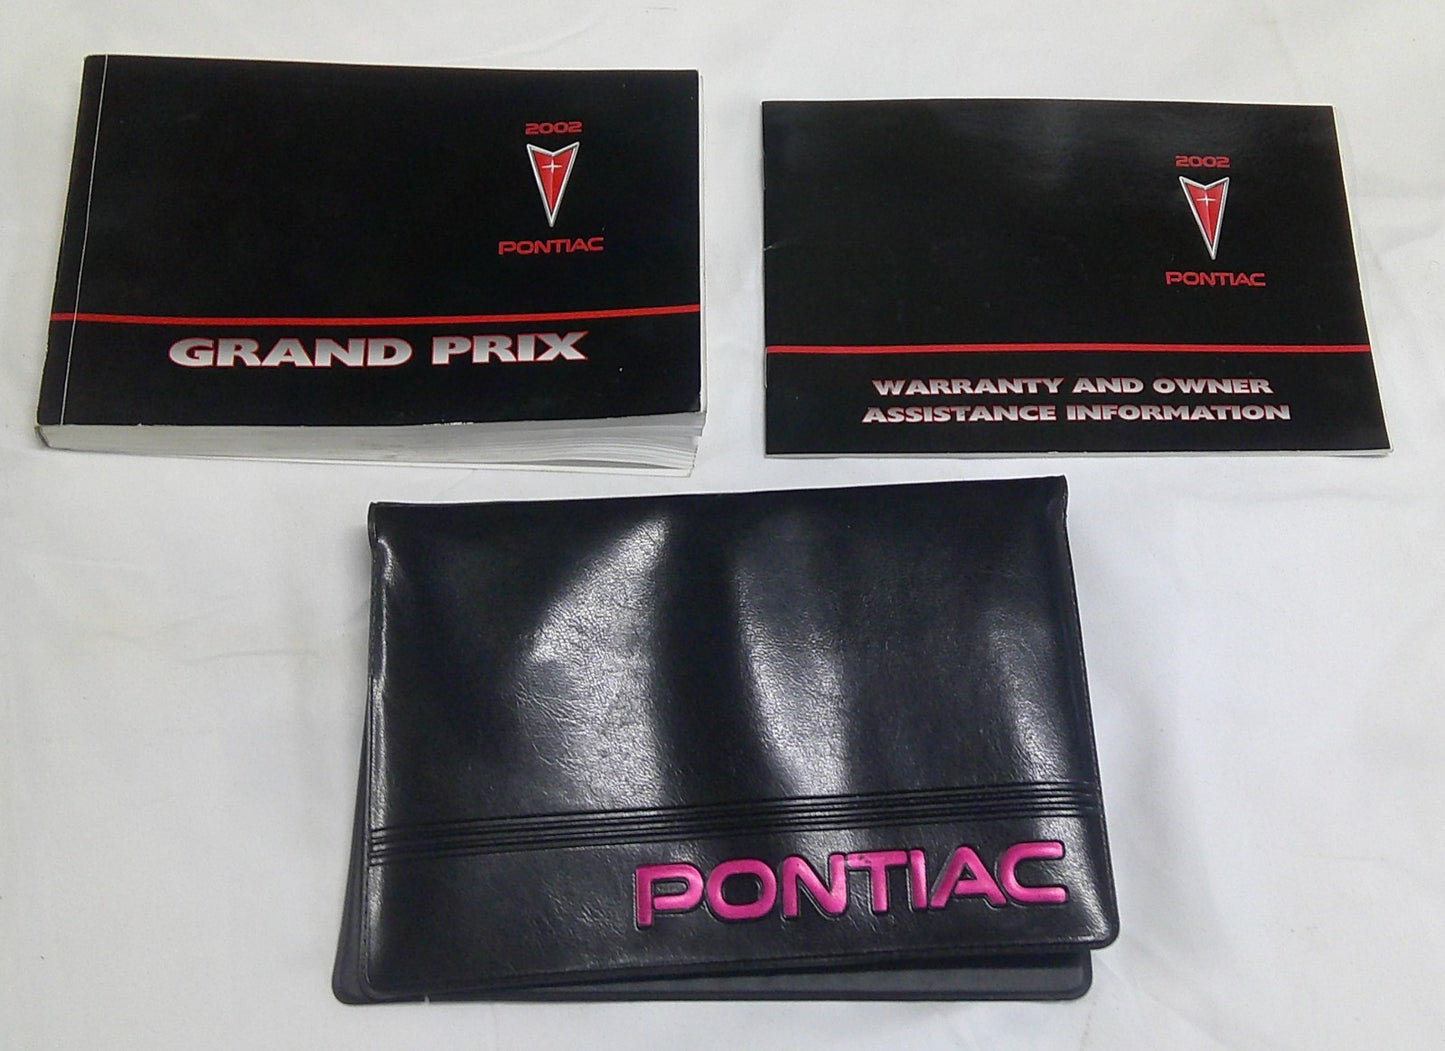 2002
PONTIAC
GRAND PRIX
2002
PONTIAC
WARRANTY AND OWNER
ASSISTANCE INFORMATION
PONTIAC